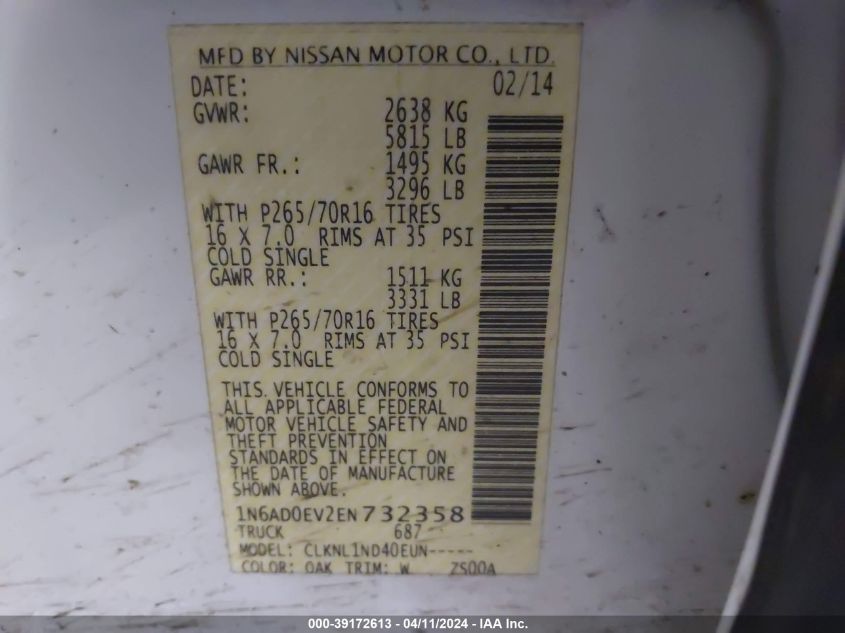 MFD BY NISSAN MOTOR CO., LTD.
DATE: 02/14
GVWR: 2638 KG
5815 LB
GAWR FR.: 1495 KG
3296 LB
WITH P265/70R16 TIRES
16 X 7.0 RIMS AT 35 PSI
COLD SINGLE
GAWR RR.: 1511 KG
3331 LB
WITH P265/70R16 TIRES
16 X 7.0 RIMS AT 35 PSI
COLD SINGLE
THIS VEHICLE CONFORMS TO
ALL APPLICABLE FEDERAL
MOTOR VEHICLE SAFETY AND
THEFT PREVENTION
STANDARDS IN EFFECT ON
THE DATE OF MANUFACTURE
SHOWN ABOVE.
1N6AD0EV2EN732358
TRUCK 687
MODEL: CLKNL1ND40EUN-----
COLOR: QAK TRIM: W ZS00A
000-39172613 - 04/11/2024 - IAA Inc.